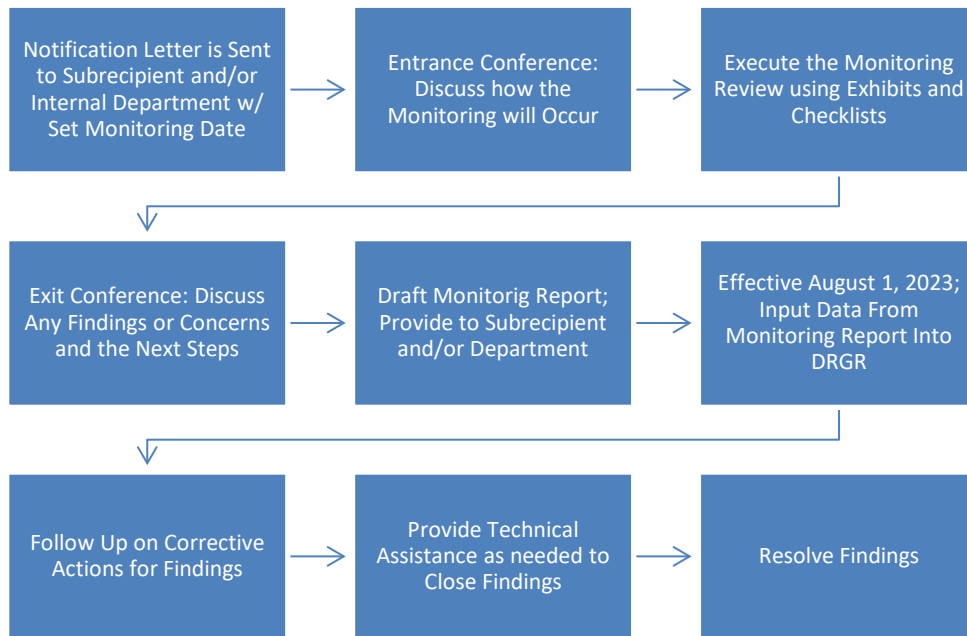 Notification Letter is Sent
to Subrecipient and/or
Internal Department w/
Set Monitoring Date
Entrance Conference:
Discuss how the
Monitoring will Occur
Execute the Monitoring
Review using Exhibits and
Checklists
Exit Conference: Discuss
Any Findings or Concerns
and the Next Steps
Draft Monitorig Report;
Provide to Subrecipient
and/or Department
Effective August 1, 2023;
Input Data From
Monitoring Report Into
DRGR
Follow Up on Corrective
Actions for Findings
Provide Technical
Assistance as needed to
Close Findings
Resolve Findings